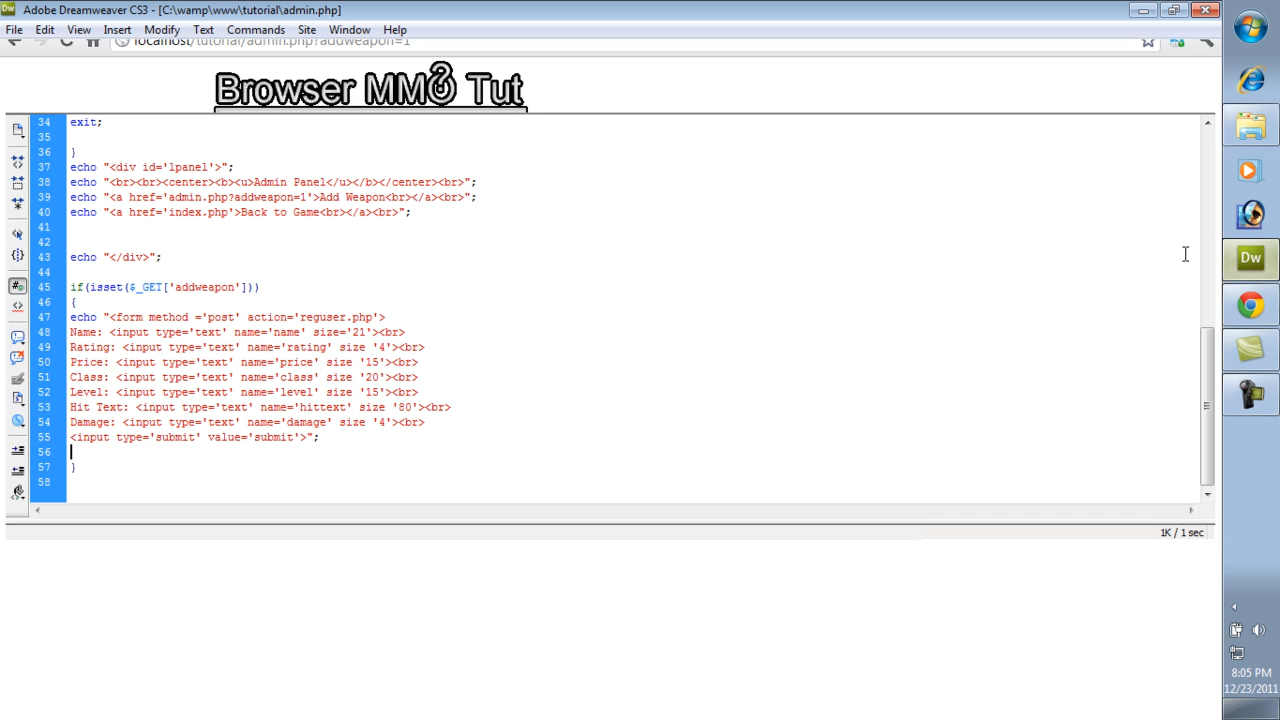 Adobe Dreamweaver CS3 - [C:\wamp\www\tutorial\admin.php]
File Edit View Insert Modify Text Commands Site Window Help
localhost/tutorial/admin.php?addweapon=1
Browser MMO Tut
34 exit;
35
36 }
37 echo "<div id='lpanel'>";
38 echo "<br><br><center><b><u>Admin Panel</u></b></center><br>";
39 echo "<a href='admin.php?addweapon=1'>Add Weapon<br></a><br>";
40 echo "<a href='index.php'>Back to Game<br></a><br>";
41
42
43 echo "</div>";
44
45 if(isset($_GET['addweapon']))
46 {
47 echo "<form method ='post' action='reguser.php'>
48 Name: <input type='text' name='name' size='21'><br>
49 Rating: <input type='text' name='rating' size '4'><br>
50 Price: <input type='text' name='price' size '15'><br>
51 Class: <input type='text' name='class' size '20'><br>
52 Level: <input type='text' name='level' size '15'><br>
53 Hit Text: <input type='text' name='hittext' size '80'><br>
54 Damage: <input type='text' name='damage' size '4'><br>
55 <input type='submit' value='submit'>";
56
57 }
58
1K / 1 sec
Dw
8:05 PM
12/23/2011